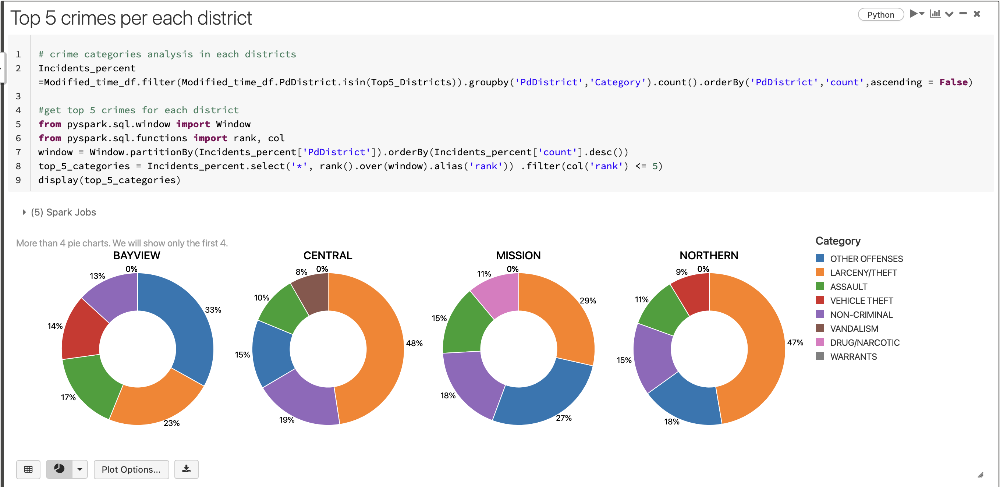 Top 5 crimes per each district
Python
1 # crime categories analysis in each districts
2 Incidents_percent
=Modified_time_df.filter(Modified_time_df.PdDistrict.isin(Top5_Districts)).groupby('PdDistrict','Category').count().orderBy('PdDistrict','count',ascending = False)
3
4 #get top 5 crimes for each district
5 from pyspark.sql.window import Window
6 from pyspark.sql.functions import rank, col
7 window = Window.partitionBy(Incidents_percent['PdDistrict']).orderBy(Incidents_percent['count'].desc())
8 top_5_categories = Incidents_percent.select('*', rank().over(window).alias('rank')) .filter(col('rank') <= 5)
9 display(top_5_categories)
(5) Spark Jobs
More than 4 pie charts. We will show only the first 4.
BAYVIEW
0%
13%
33%
14%
17%
23%
CENTRAL
8%
0%
10%
48%
15%
19%
MISSION
11%
0%
29%
15%
18%
27%
NORTHERN
9%
0%
11%
47%
15%
18%
Category
OTHER OFFENSES
LARCENY/THEFT
ASSAULT
VEHICLE THEFT
NON-CRIMINAL
VANDALISM
DRUG/NARCOTIC
WARRANTS
Plot Options...